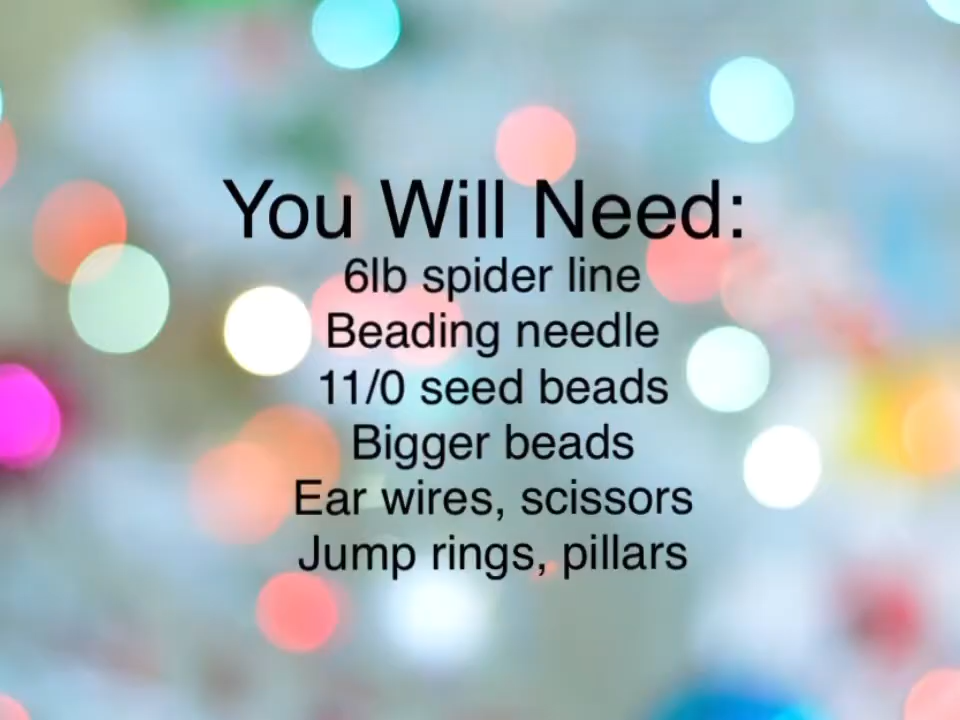 You Will Need:
6lb spider line
Beading needle
11/0 seed beads
Bigger beads
Ear wires, scissors
Jump rings, pillars